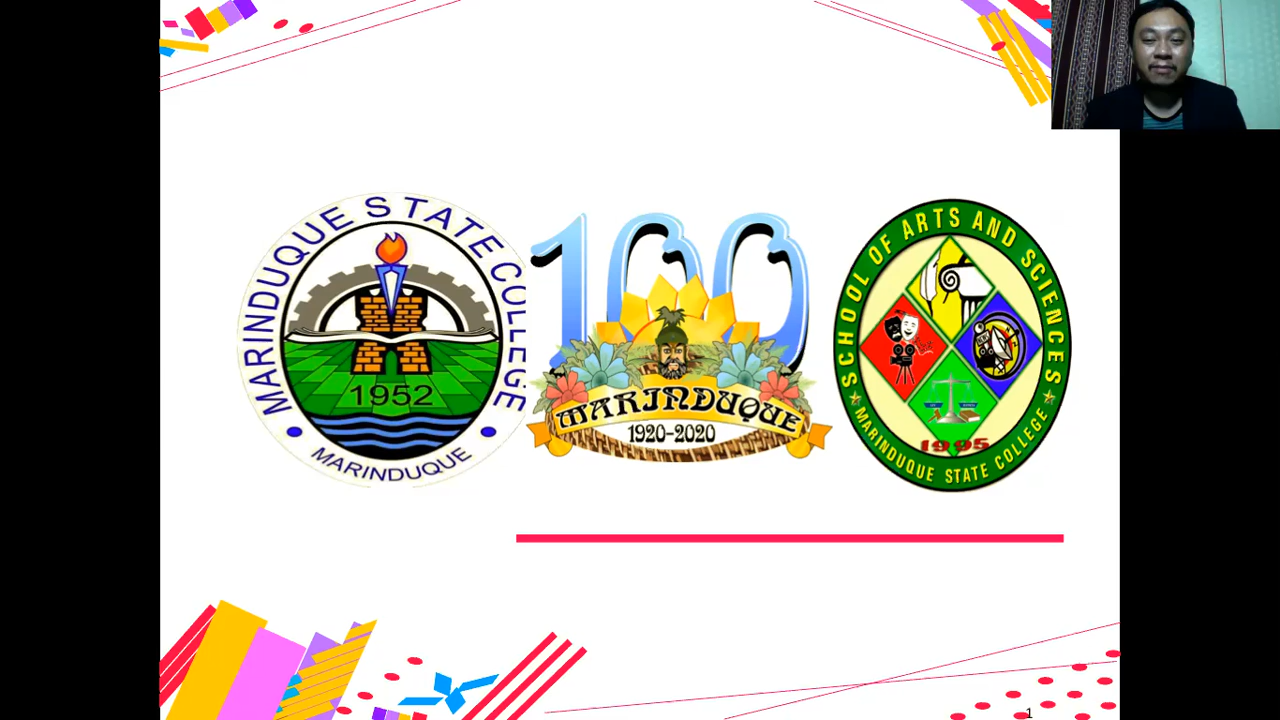 MARINDUQUE STATE COLLEGE
1952
MARINDUQUE
100
MARINDUQUE
1920-2020
SCHOOL OF ARTS AND SCIENCES
1995
MARINDUQUE STATE COLLEGE
1